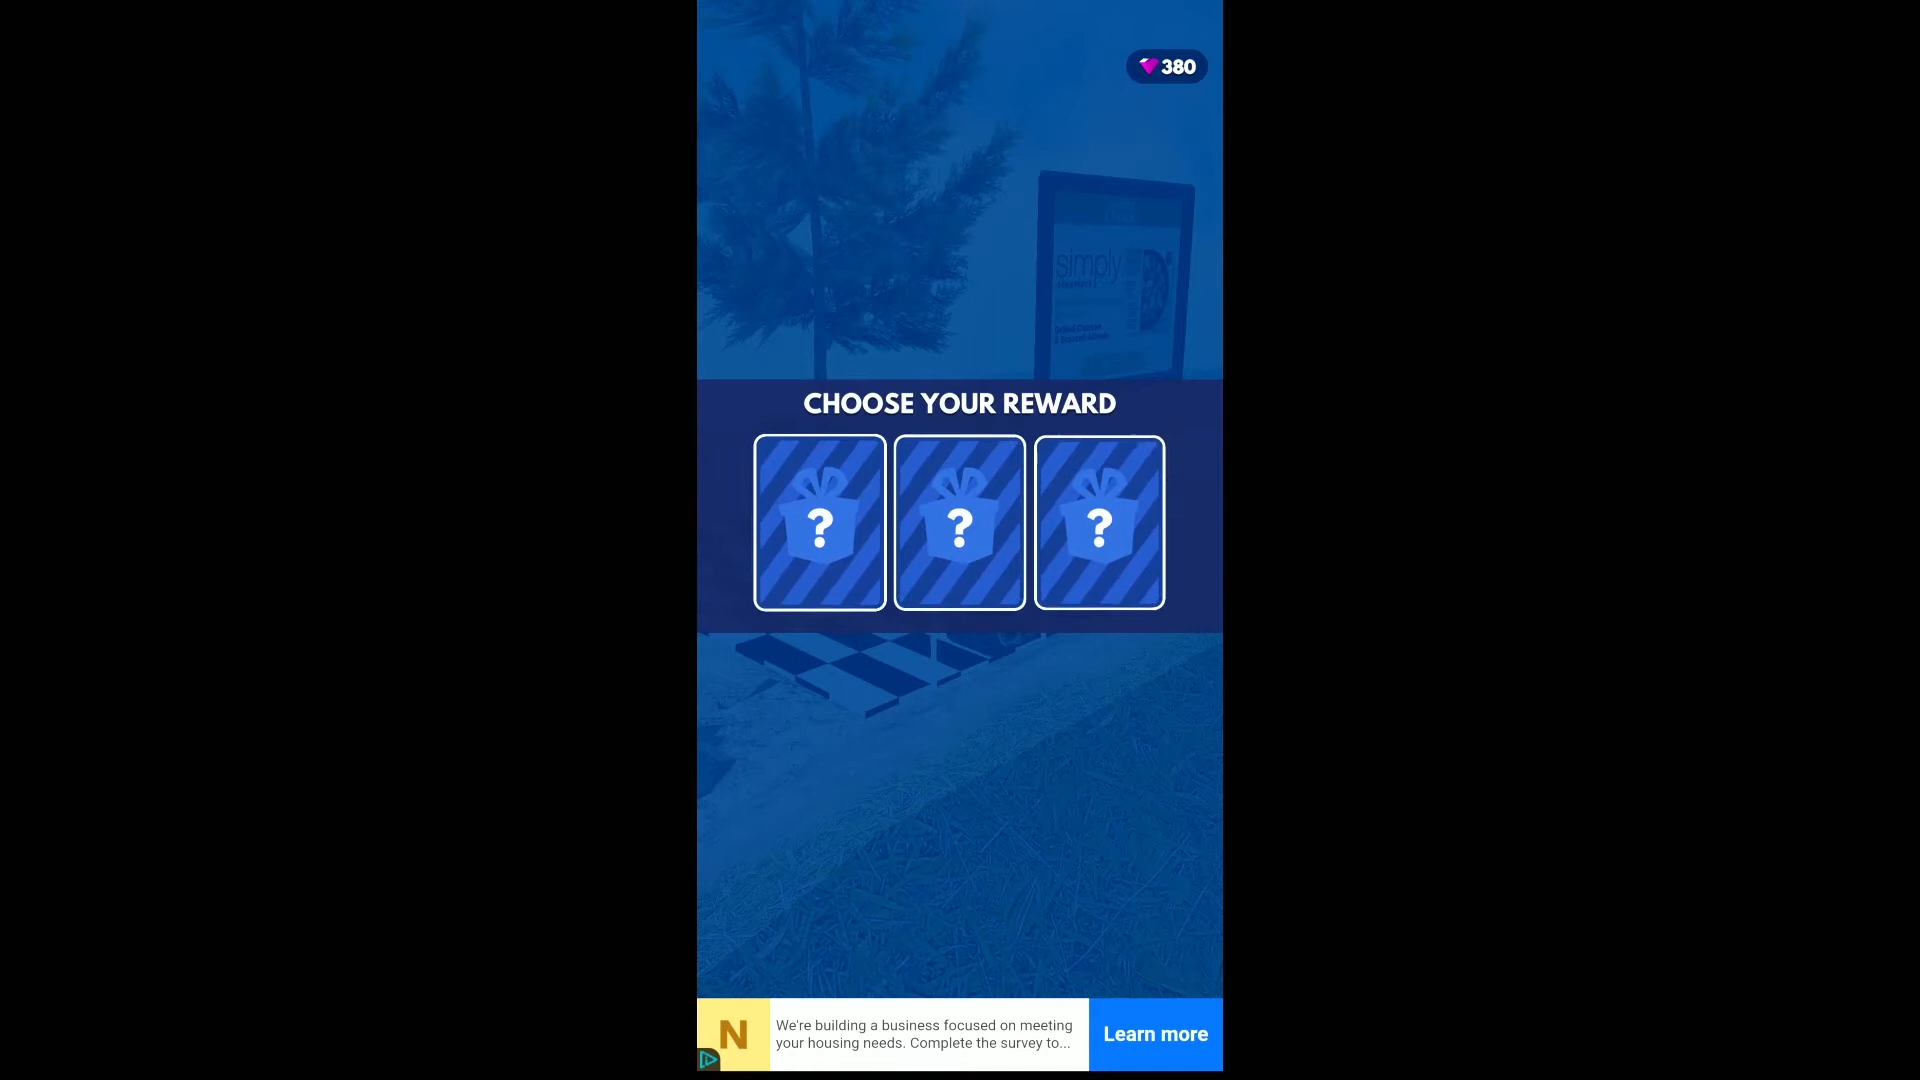 380
simply
CHOOSE YOUR REWARD
? ? ?
N
We're building a business focused on meeting
your housing needs. Complete the survey to...
Learn more